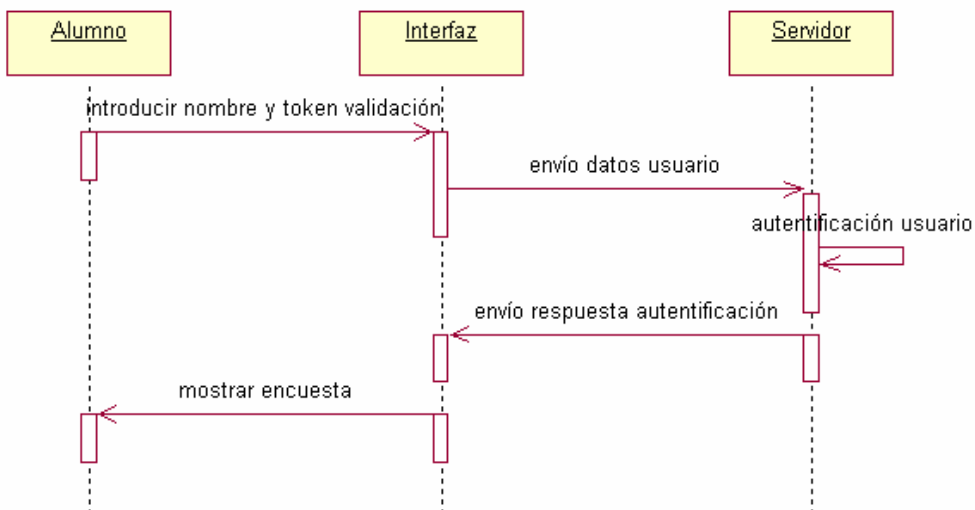 Alumno
Interfaz
Servidor
introducir nombre y token validación
envío datos usuario
autentificación usuario
envío respuesta autentificación
mostrar encuesta